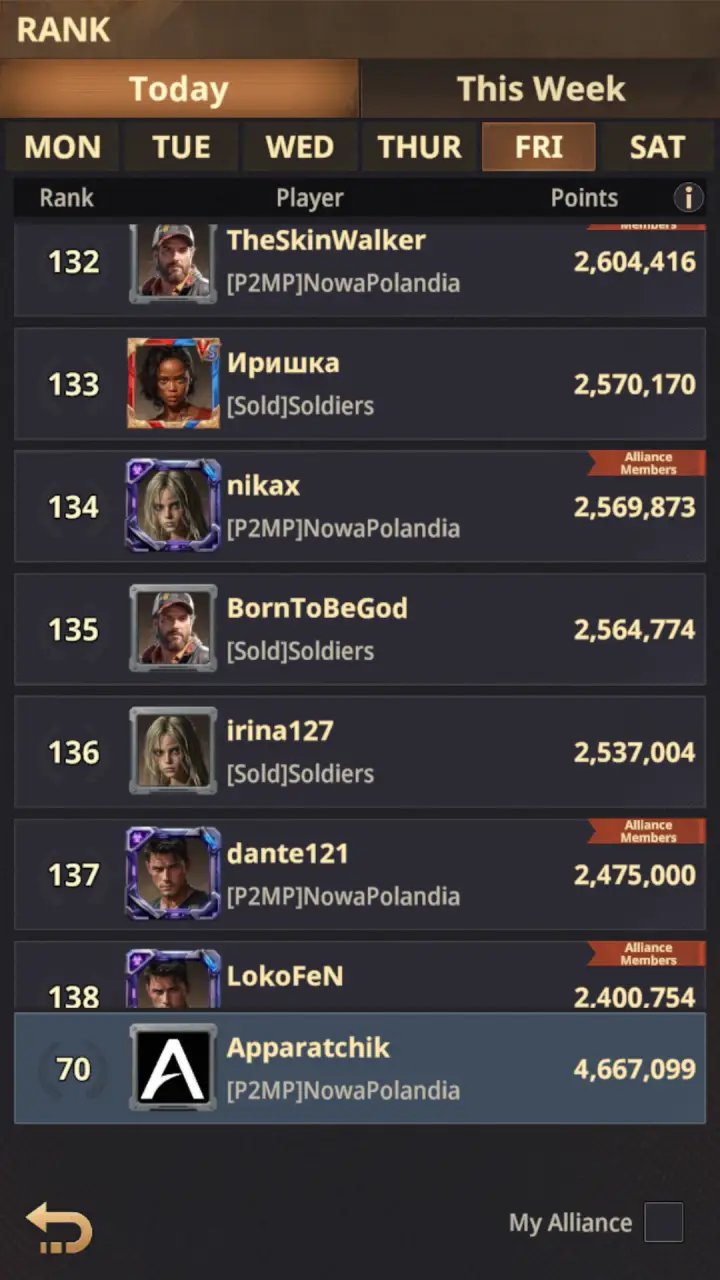 RANK
Today
This Week
MON
TUE
WED
THUR
FRI
SAT
Rank
Player
Points
Members
132
TheSkinWalker
[P2MP]NowaPolandia
2,604,416
133
Иришка
[Sold]Soldiers
2,570,170
Alliance
Members
134
nikax
[P2MP]NowaPolandia
2,569,873
135
BornToBeGod
[Sold]Soldiers
2,564,774
136
irina127
[Sold]Soldiers
2,537,004
Alliance
Members
137
dante121
[P2MP]NowaPolandia
2,475,000
Alliance
Members
138
LokoFeN
2,400,754
70
Apparatchik
[P2MP]NowaPolandia
4,667,099
My Alliance